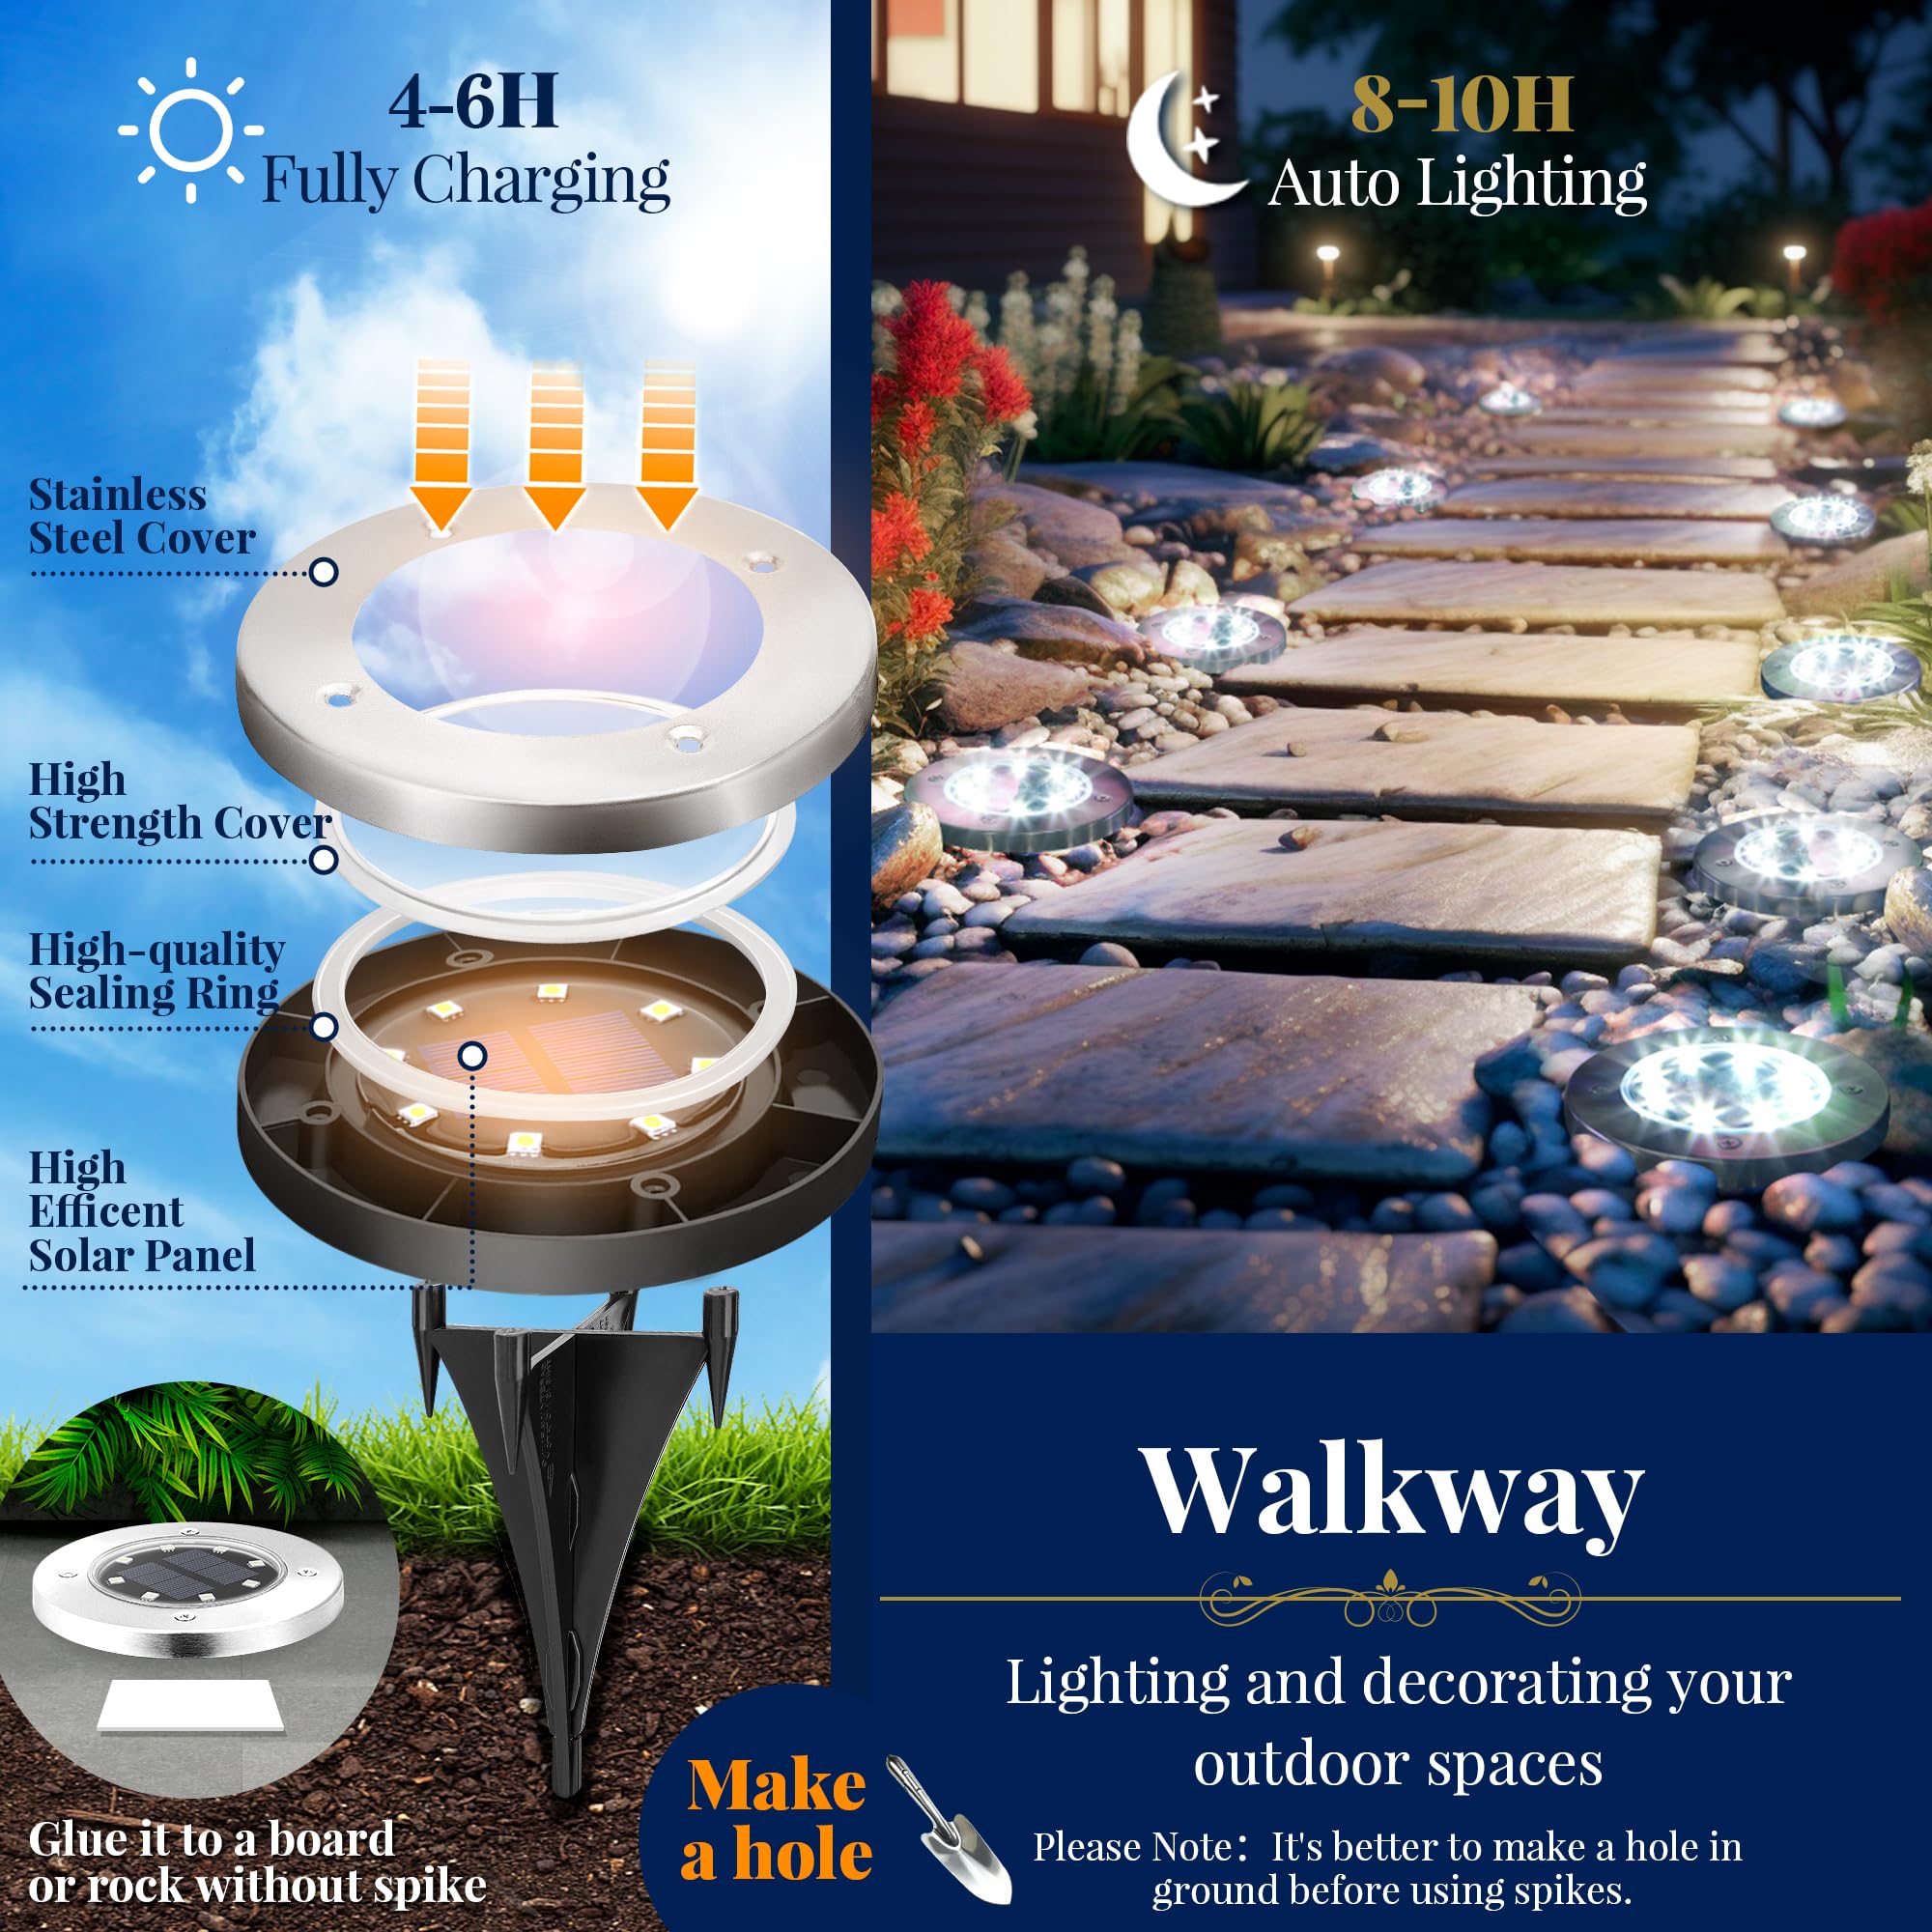 4-6H
Fully Charging
Stainless
Steel Cover
High
Strength Cover
High-quality
Sealing Ring
High
Efficent
Solar Panel
Glue it to a board
or rock without spike
Make
a hole
8-10H
Auto Lighting
Walkway
Lighting and decorating your
outdoor spaces
Please Note： It's better to make a hole in
ground before using spikes.